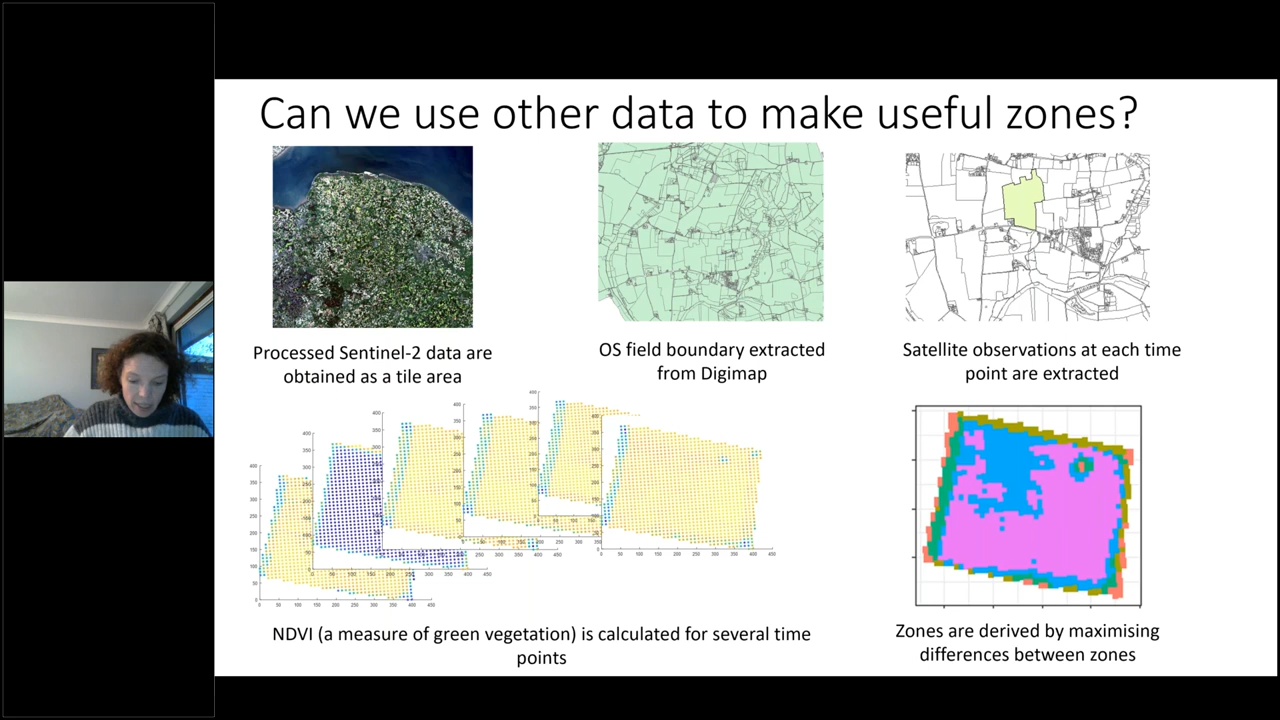 Can we use other data to make useful zones?
Processed Sentinel-2 data are
obtained as a tile area
OS field boundary extracted
from Digimap
Satellite observations at each time
point are extracted
NDVI (a measure of green vegetation) is calculated for several time
points
Zones are derived by maximising
differences between zones